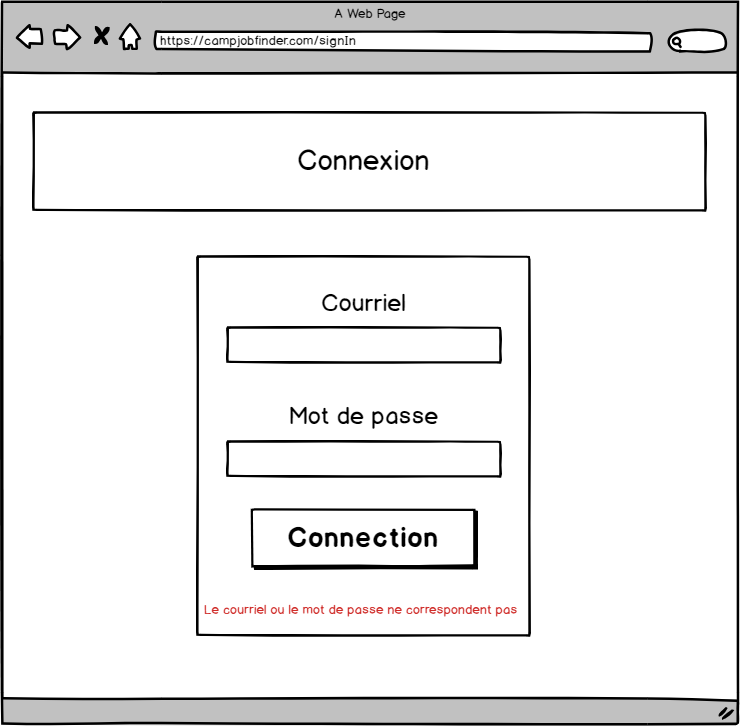 A Web Page
https://campjobfinder.com/signIn
Connexion
Courriel
Mot de passe
Connection
Le courriel ou le mot de passe ne correspondent pas